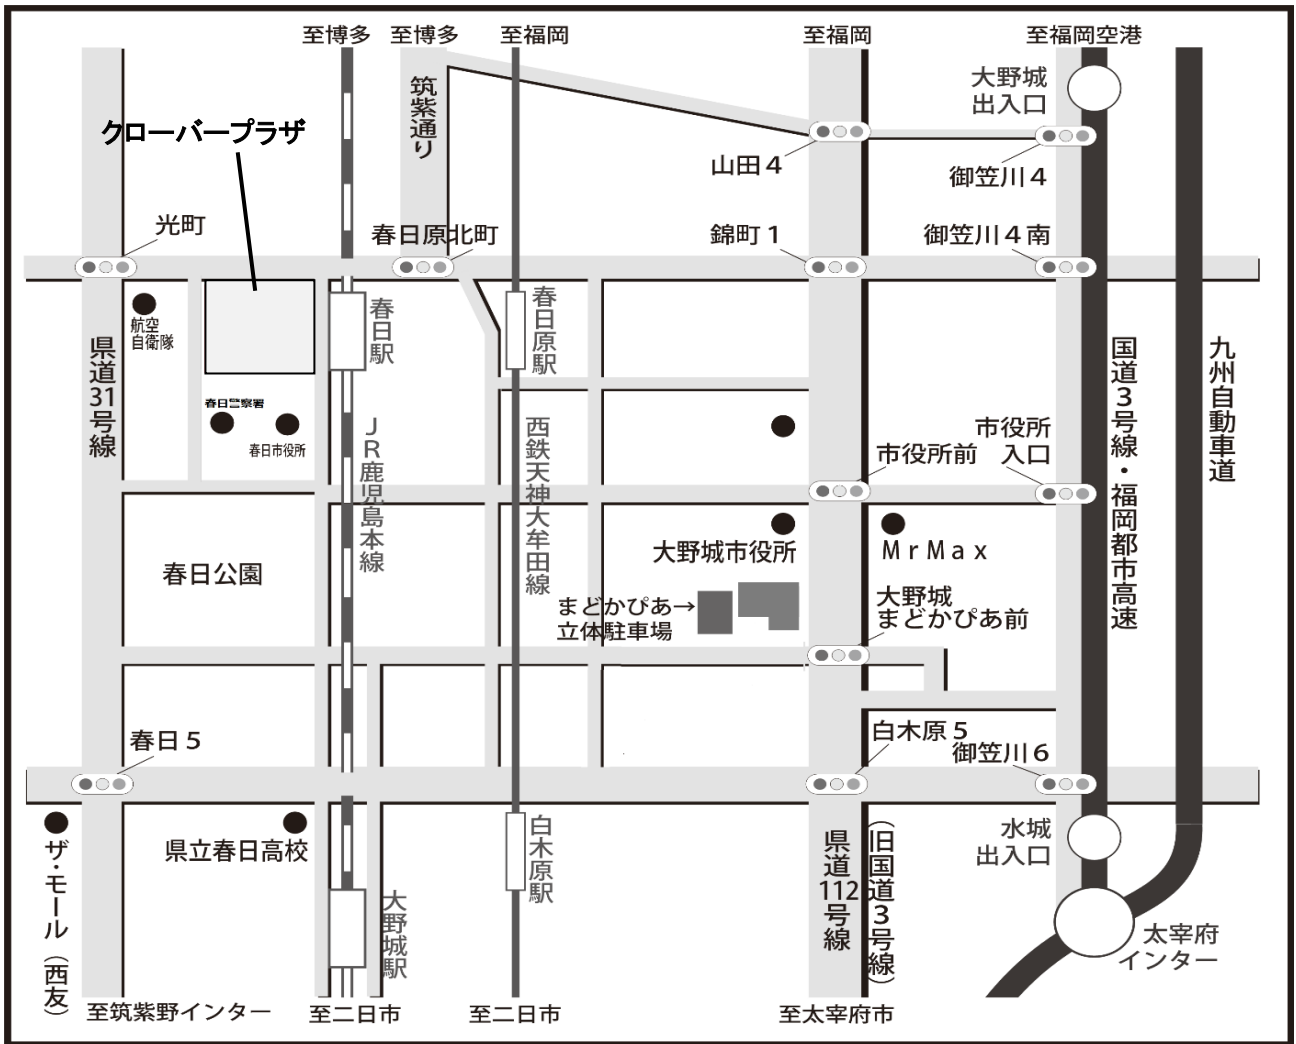 至博多
至博多
至福岡
至福岡
至福岡空港
大野城
出入口
筑紫通り
クローバープラザ
山田4
御笠川4
光町
春日原北町
錦町1
御笠川4南
航空
自衛隊
春日駅
春日原駅
県道31号線
国道3号線・福岡都市高速
九州自動車道
春日警察署
春日市役所
JR鹿児島本線
西鉄天神大牟田線
市役所前
市役所
入口
大野城市役所
MrMax
春日公園
まどかぴあ→
立体駐車場
大野城
まどかぴあ前
春日5
白木原5
御笠川6
ザ・モール(西友)
県立春日高校
白木原駅
県道112号線
(旧国道3号線)
水城
出入口
大野城駅
太宰府
インター
至筑紫野インター
至二日市
至二日市
至太宰府市